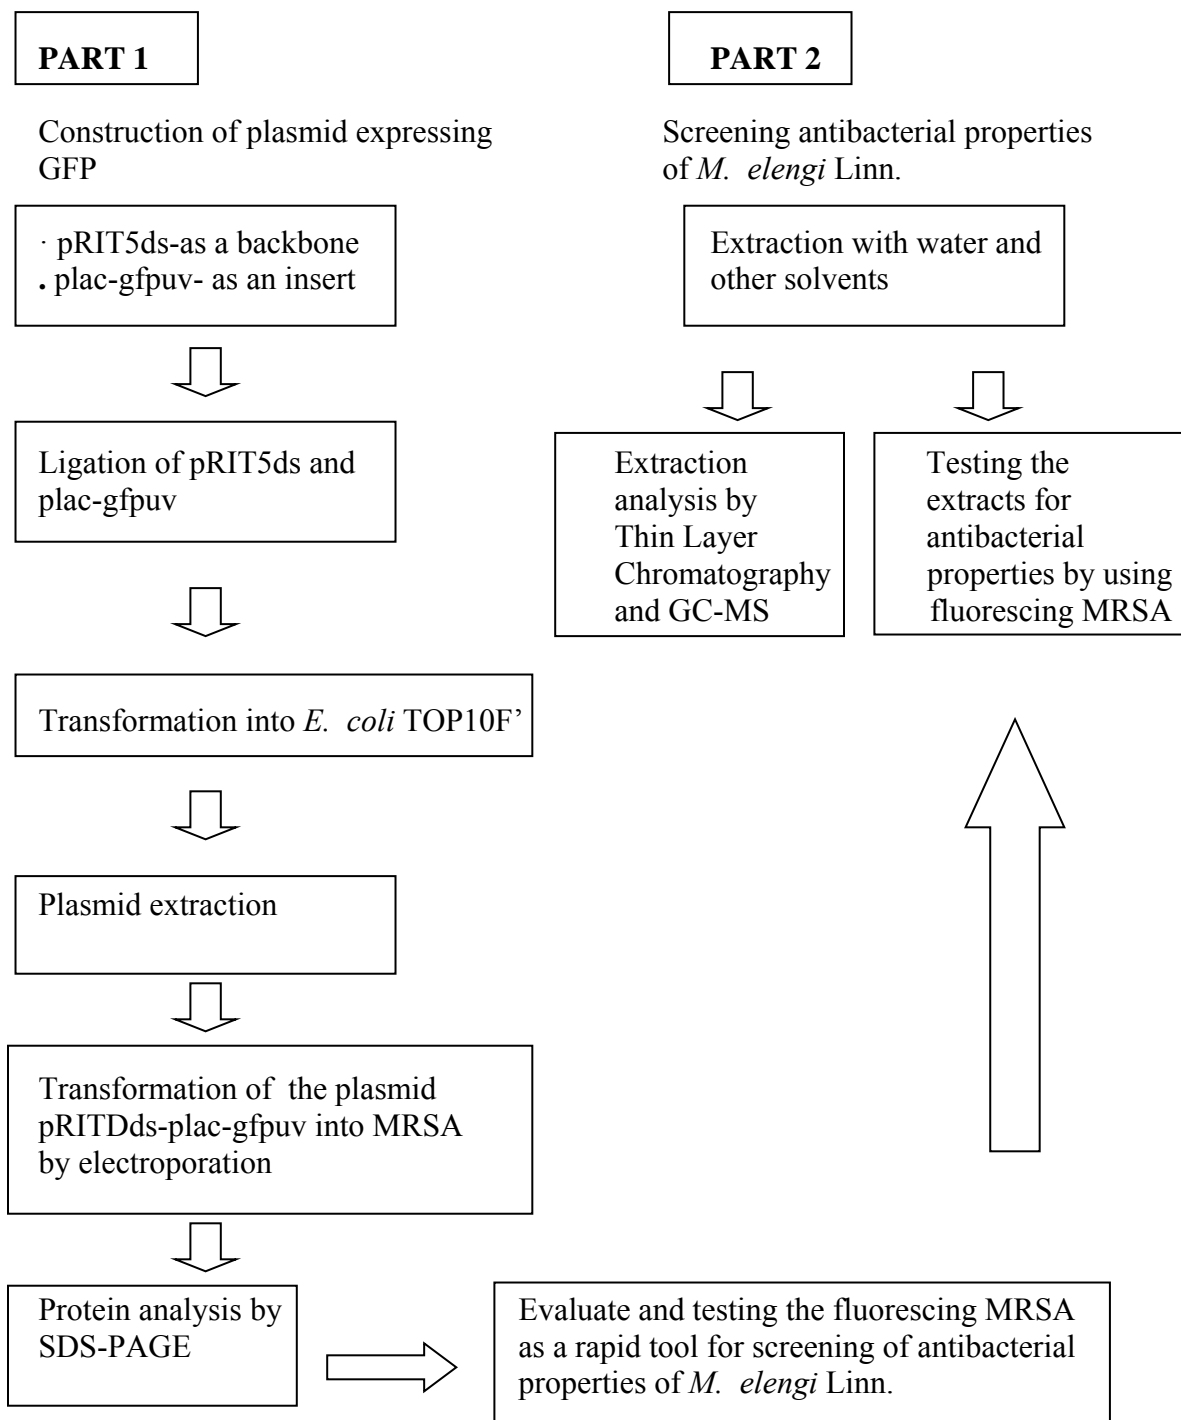 PART 1
Construction of plasmid expressing
GFP
· pRIT5ds-as a backbone
. plac-gfpuv- as an insert
Ligation of pRIT5ds and
plac-gfpuv
Transformation into E. coli TOP10F’
Plasmid extraction
Transformation of the plasmid
pRITDds-plac-gfpuv into MRSA
by electroporation
Protein analysis by
SDS-PAGE
PART 2
Screening antibacterial properties
of M. elengi Linn.
Extraction with water and
other solvents
Extraction
analysis by
Thin Layer
Chromatography
and GC-MS
Testing the
extracts for
antibacterial
properties by using
fluorescing MRSA
Evaluate and testing the fluorescing MRSA
as a rapid tool for screening of antibacterial
properties of M. elengi Linn.